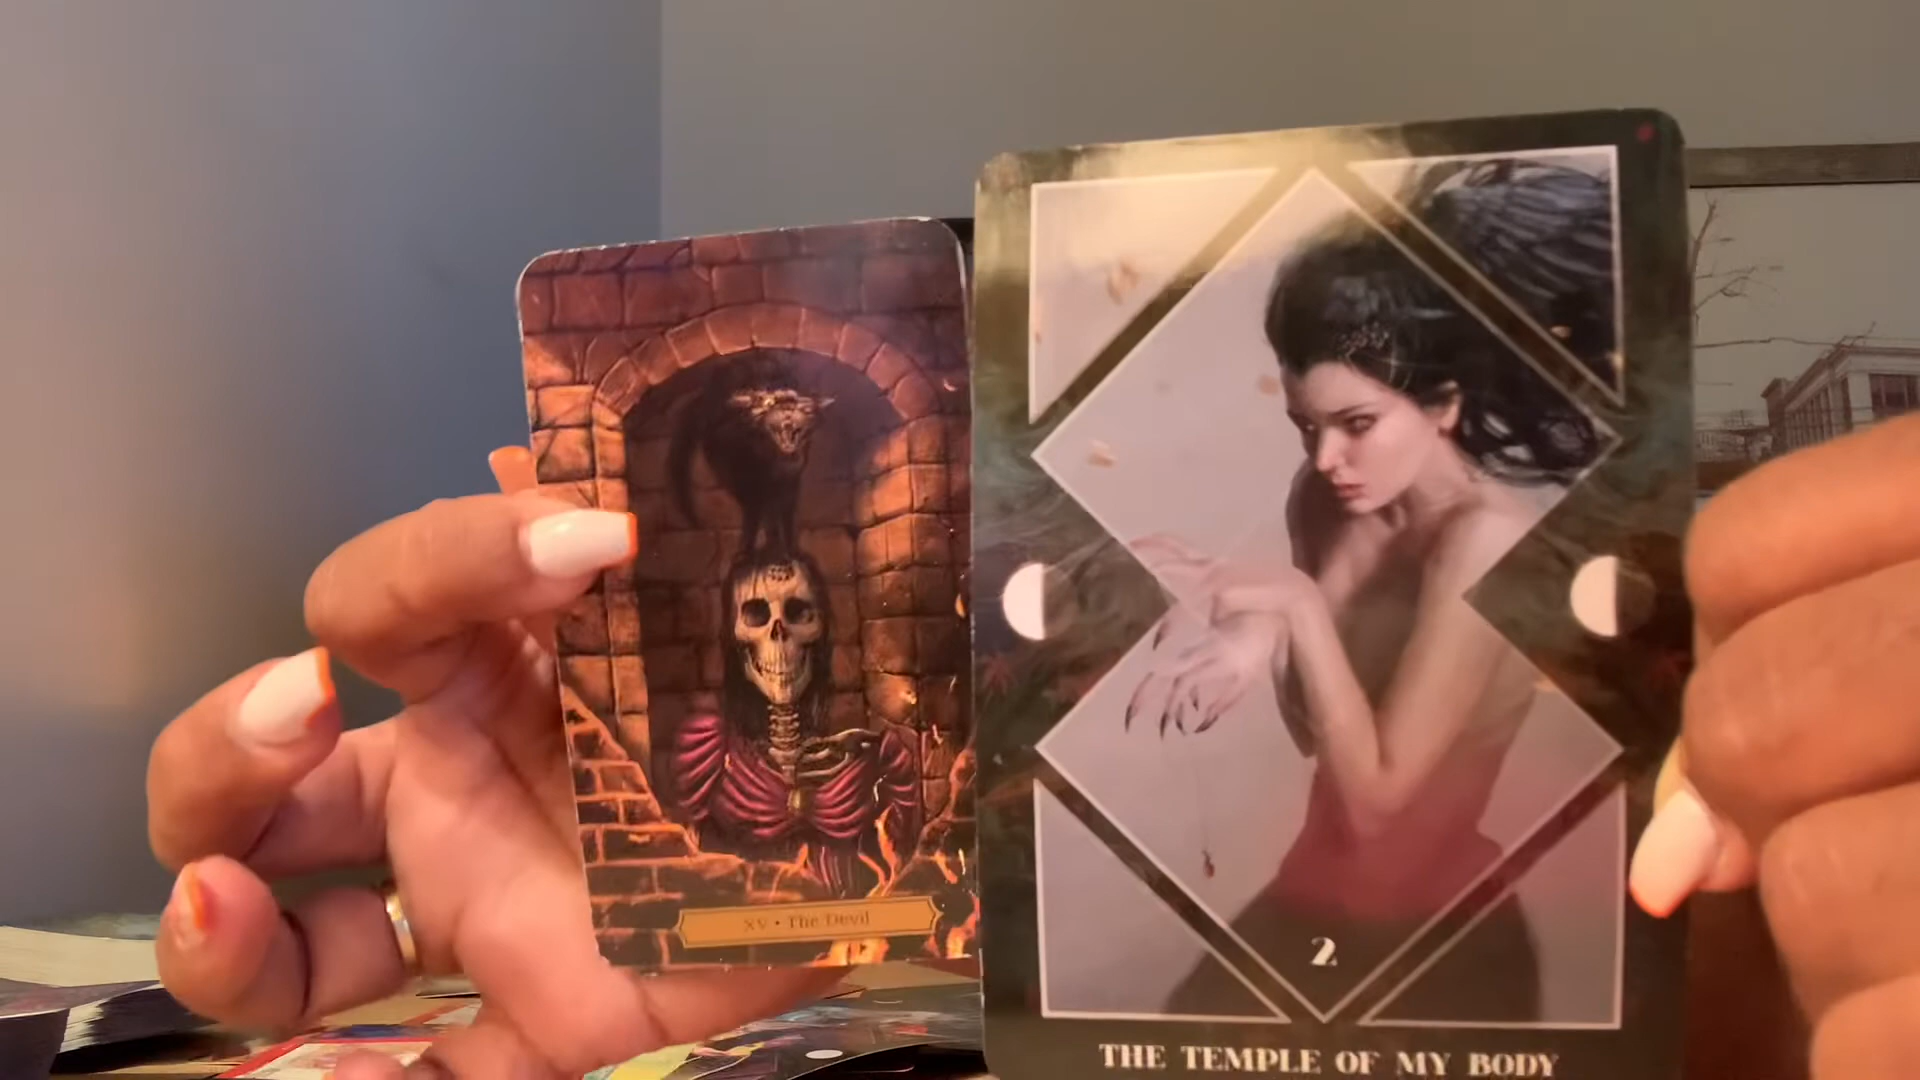 XV • The Devil
2
THE TEMPLE OF MY BODY